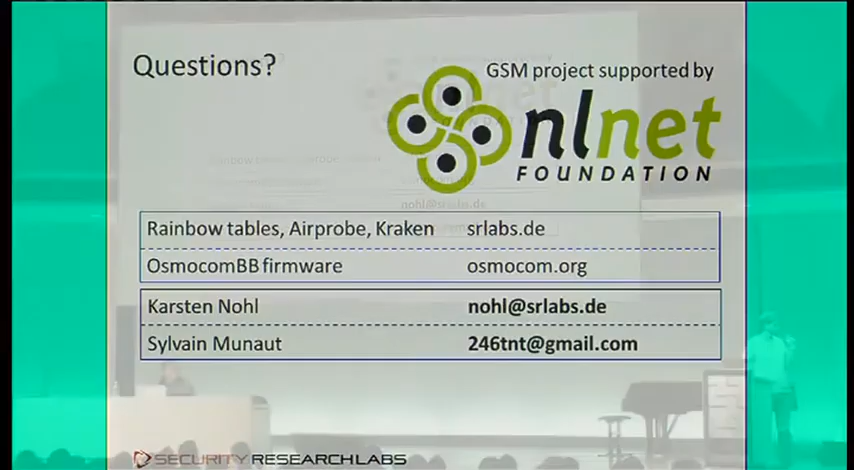 Questions?
GSM project supported by
nlnet
FOUNDATION
Rainbow tables, Airprobe, Kraken srlabs.de
OsmocomBB firmware osmocom.org
Karsten Nohl nohl@srlabs.de
Sylvain Munaut 246tnt@gmail.com
SECURITY RESEARCH LABS